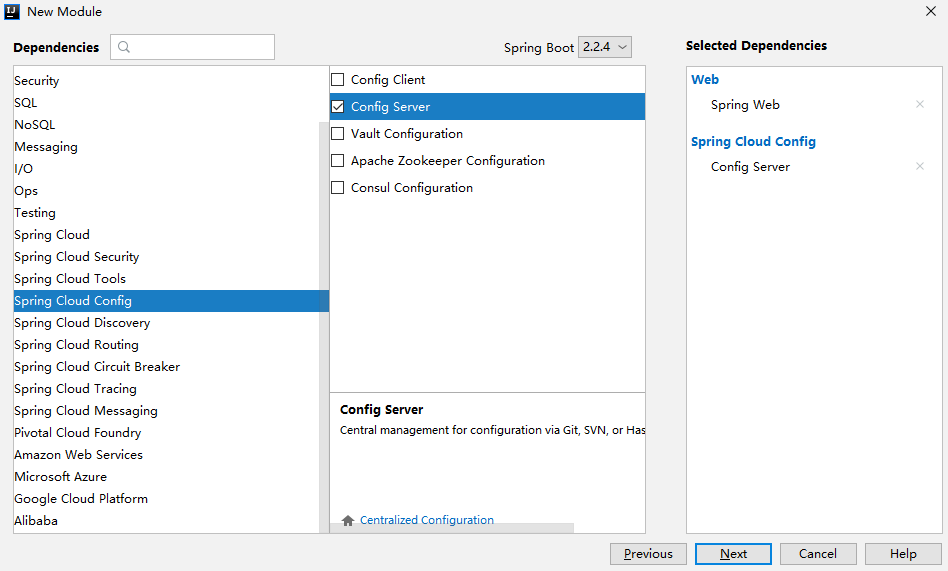 New Module
Dependencies
Spring Boot 2.2.4
Selected Dependencies
Security
SQL
NoSQL
Messaging
I/O
Ops
Testing
Spring Cloud
Spring Cloud Security
Spring Cloud Tools
Spring Cloud Config
Spring Cloud Discovery
Spring Cloud Routing
Spring Cloud Circuit Breaker
Spring Cloud Tracing
Spring Cloud Messaging
Pivotal Cloud Foundry
Amazon Web Services
Microsoft Azure
Google Cloud Platform
Alibaba
Config Client
Config Server
Vault Configuration
Apache Zookeeper Configuration
Consul Configuration
Config Server
Central management for configuration via Git, SVN, or Has
Centralized Configuration
Web
Spring Web
Spring Cloud Config
Config Server
Previous
Next
Cancel
Help